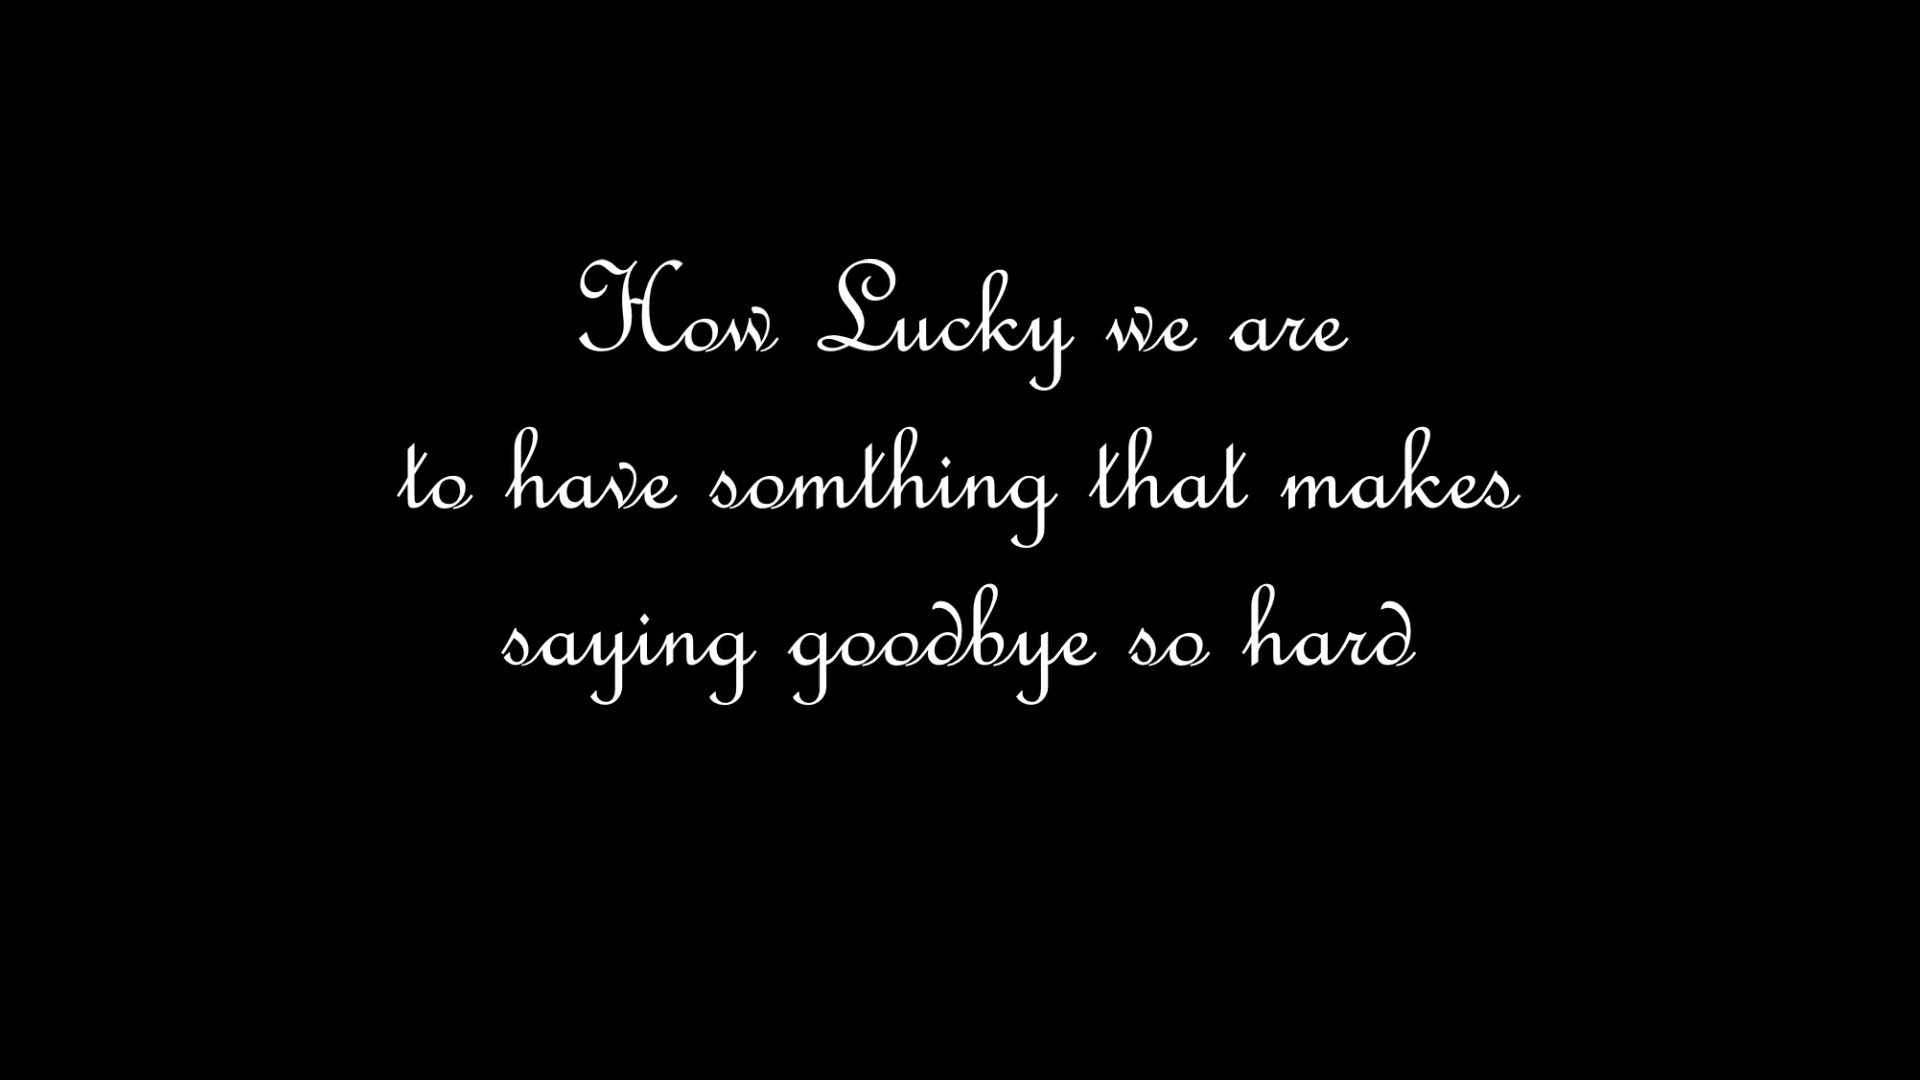 How Lucky we are
to have somthing that makes
saying goodbye so hard